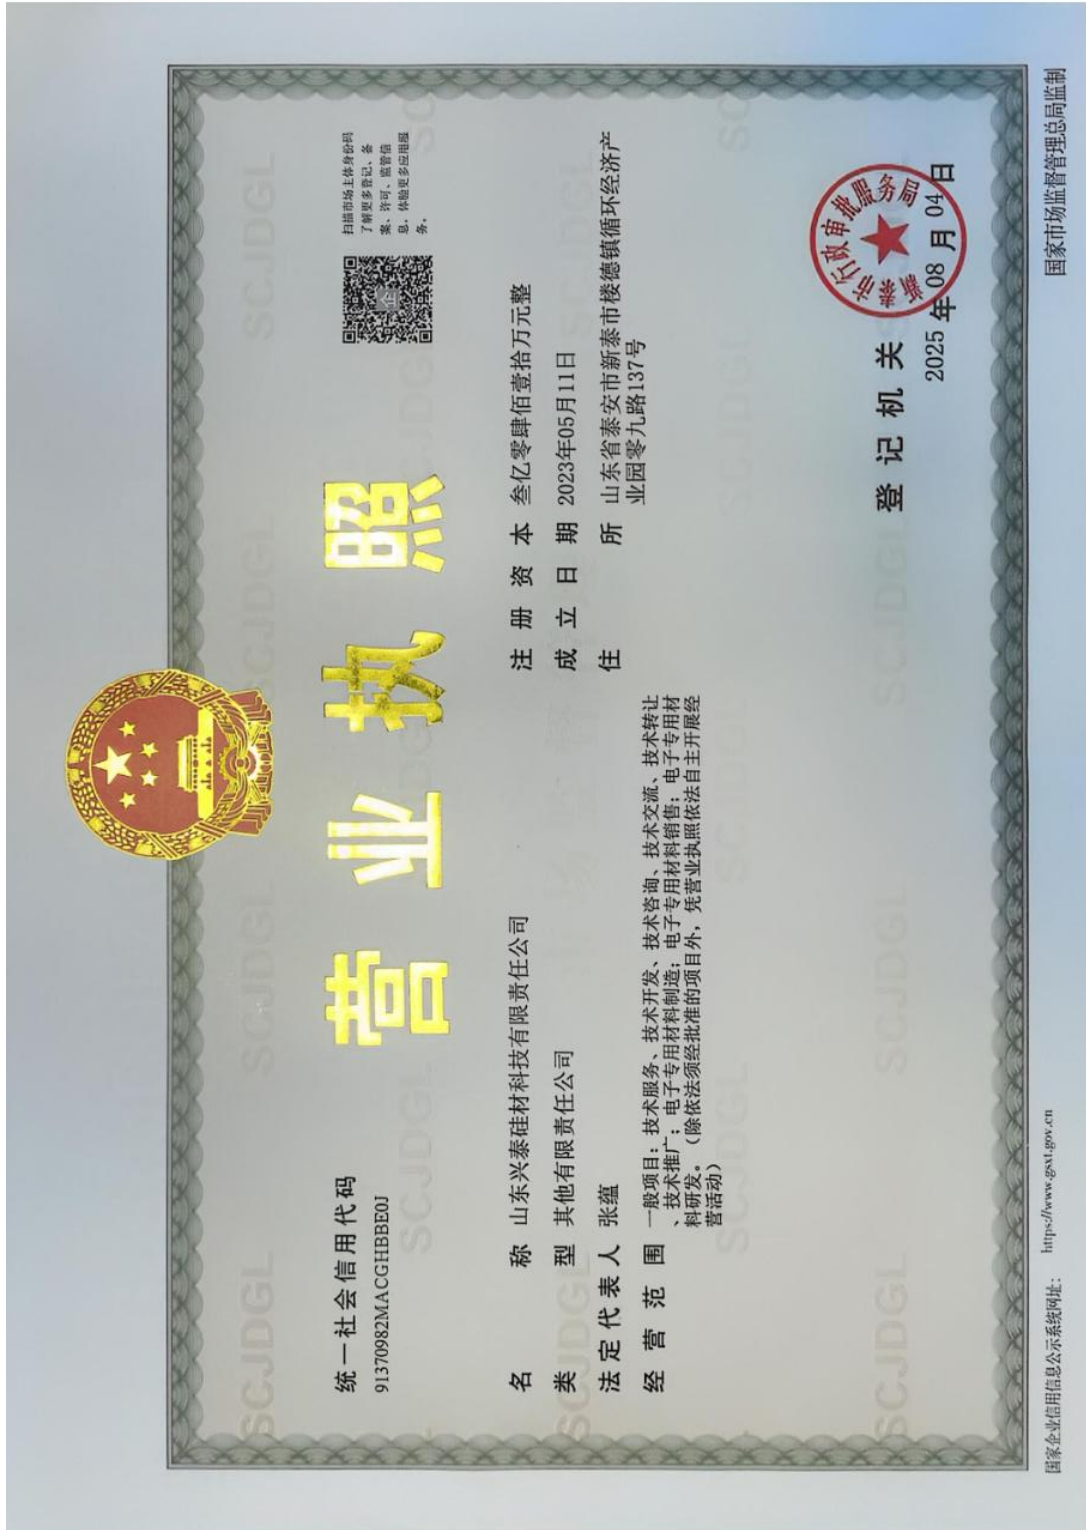 营业执照
统一社会信用代码
91370982MACGHBBE0J
扫描市场主体身份码
了解更多登记、备
案、许可、监管信
息，体验更多应用服
务。
名称 山东兴泰硅材料科技有限责任公司
类型 其他有限责任公司
法定代表人 张蕴
经营范围 一般项目：技术服务、技术开发、技术咨询、技术交流、技术转让
、技术推广；电子专用材料制造；电子专用材料销售；电子专用材
料研发。（除依法须经批准的项目外，凭营业执照依法自主开展经
营活动）
注册资本 叁亿零肆佰壹拾万元整
成立日期 2023年05月11日
住所 山东省泰安市新泰市楼德镇循环经济产
业园零九路137号
登记机关
新泰市行政审批服务局
2025年08月04日
国家企业信用信息公示系统网址： https://www.gsxt.gov.cn
国家市场监督管理总局监制
SCJDGL